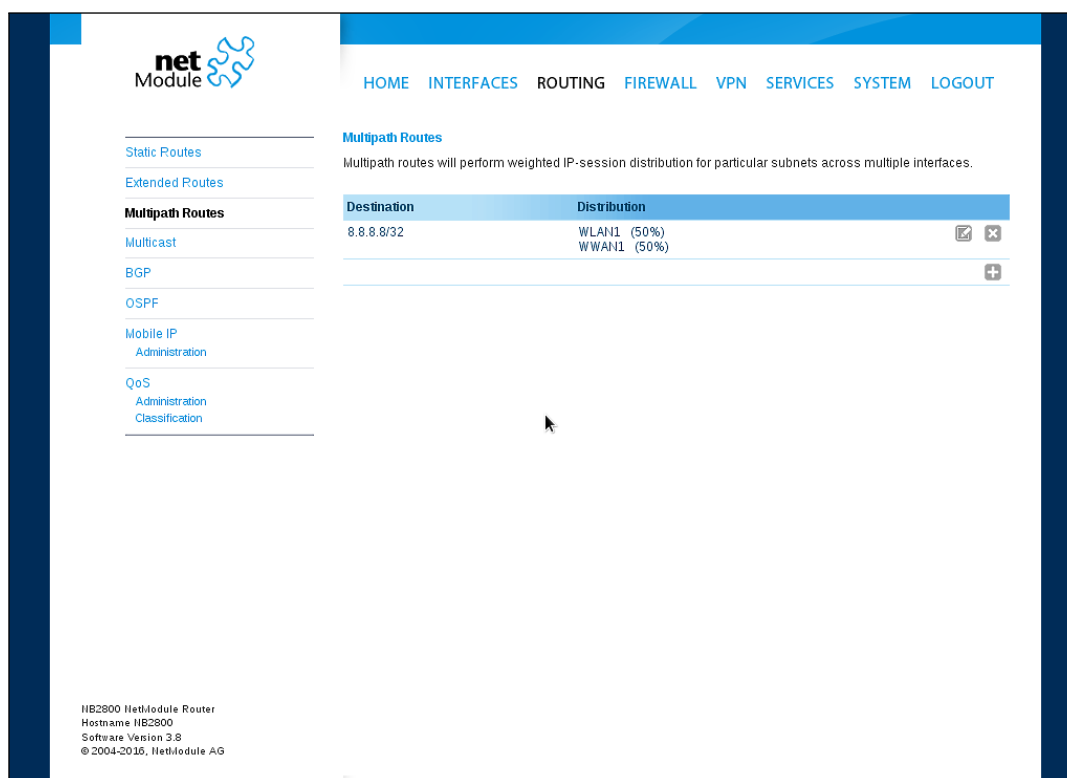 net
Module
HOME INTERFACES ROUTING FIREWALL VPN SERVICES SYSTEM LOGOUT
Static Routes
Extended Routes
Multipath Routes
Multicast
BGP
OSPF
Mobile IP
Administration
QoS
Administration
Classification
Multipath Routes
Multipath routes will perform weighted IP-session distribution for particular subnets across multiple interfaces.
Destination Distribution
8.8.8.8/32 WLAN1 (50%)
WWAN1 (50%)
NB2800 NetModule Router
Hostname NB2800
Software Version 3.8
© 2004-2016, NetModule AG